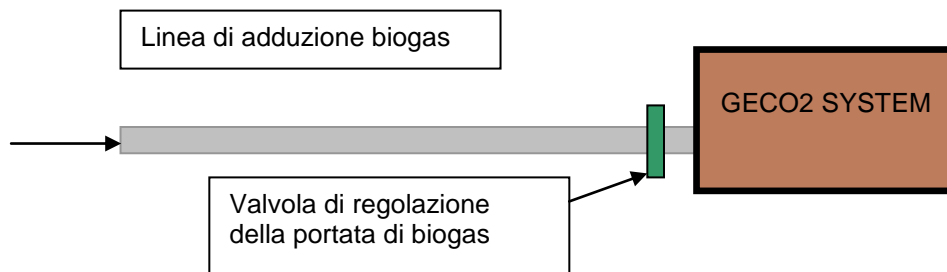 Linea di adduzione biogas
GECO2 SYSTEM
Valvola di regolazione
della portata di biogas